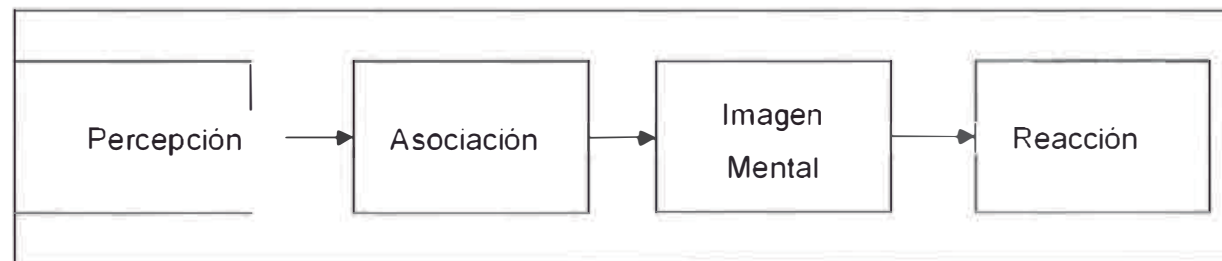 Percepción
Asociación
Imagen
Mental
Reacción